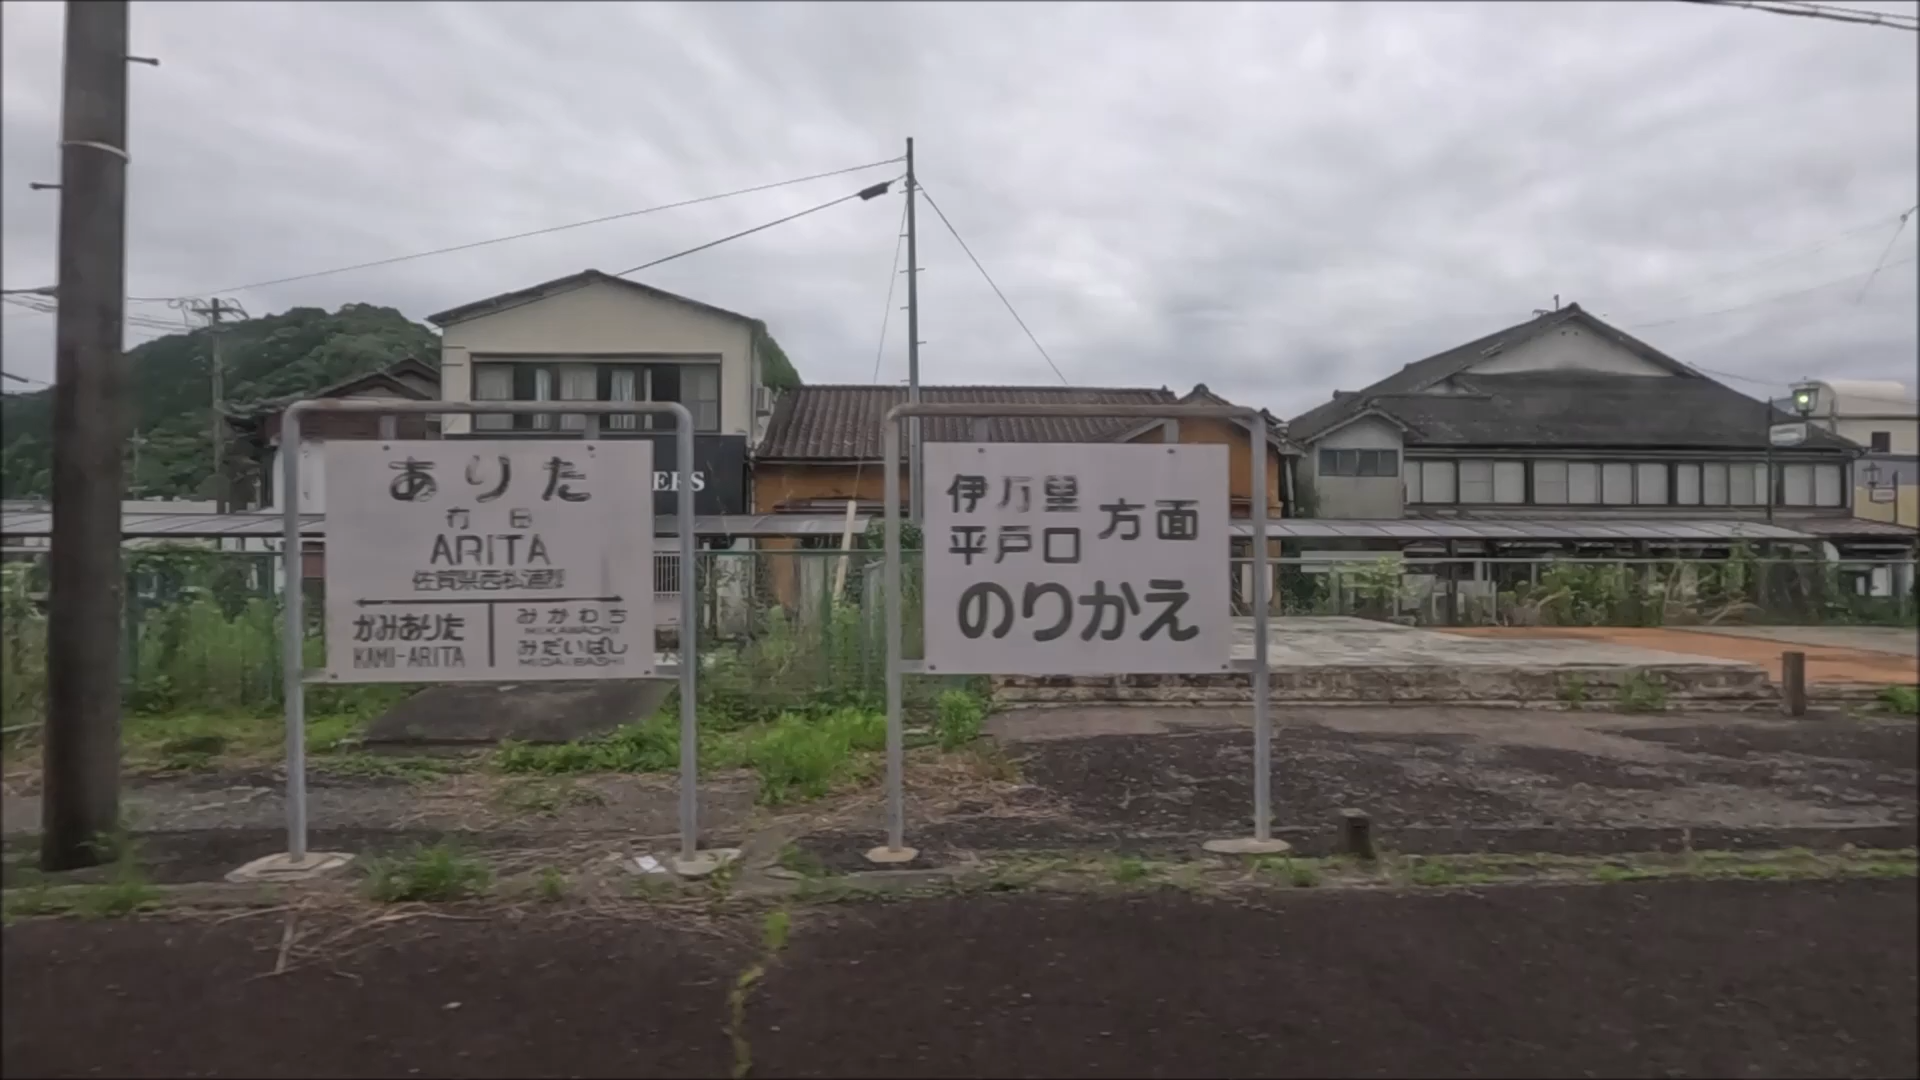 ありた
有田
ARITA
佐賀県西松浦郡
かみありた
KAMI-ARITA
みかわち
MIKAWACHI
みだいばし
MIDAIBASHI
伊万里
平戸口
方面
のりかえ